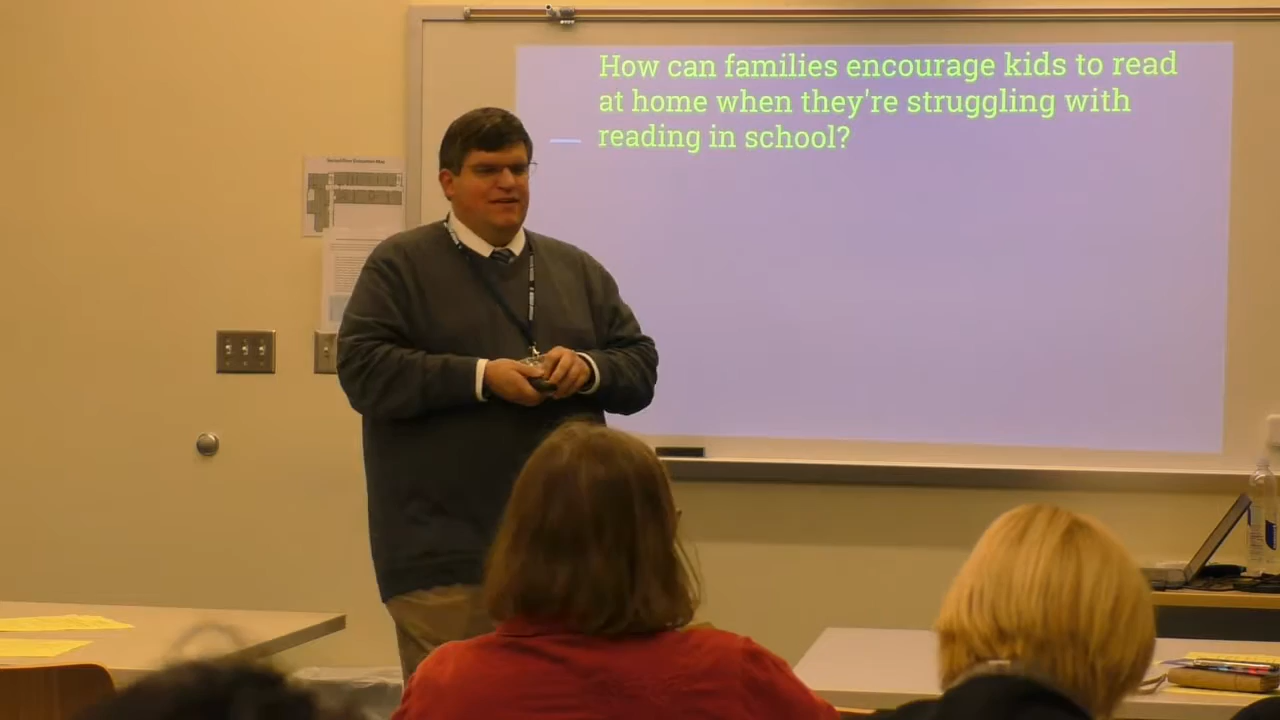 How can families encourage kids to read
at home when they're struggling with
reading in school?